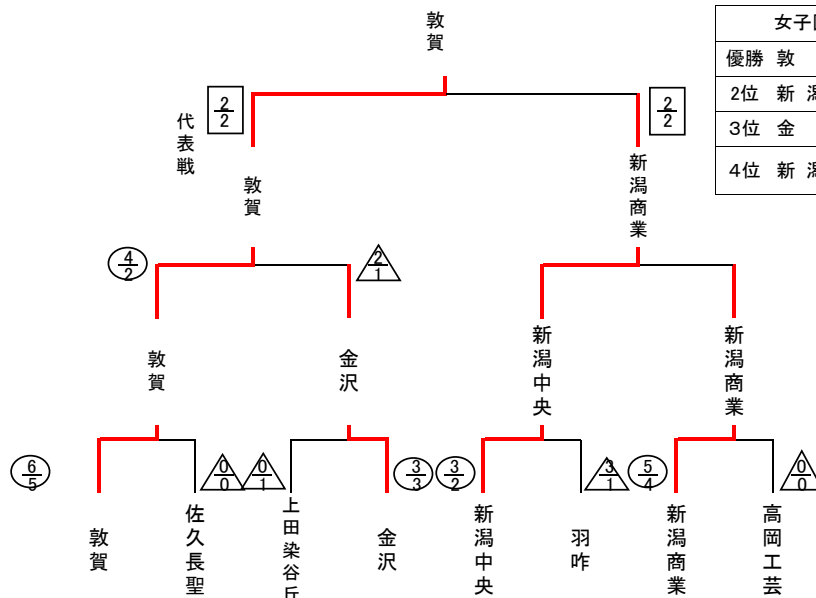 敦賀
女子
優勝 敦
2位 新 潟
3位 金
4位 新 潟
2
2
2
2
代表戦
敦賀
新潟商業
4
2
2
1
敦賀
金沢
新潟中央
新潟商業
6
5
0
0
0
1
3
3
3
2
3
1
5
4
0
0
敦賀
佐久長聖
上田染谷丘
金沢
新潟中央
羽咋
新潟商業
高岡工芸